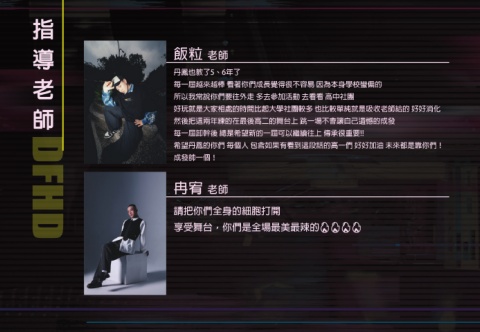 指導老師
DFHD
飯粒 老師
丹鳳也教了5、6年了
每一屆越來越棒 看著你們成長覺得很不容易 因為本身學校蠻偏的
所以我常說你們要往外走 多去參加活動 去看看 高中社團
好玩就是大家相處的時間比起大學社團較多 也比較單純就是吸收老師給的 好好消化
然後把這兩年練的在最後高二的舞台上 跳一場不會讓自己遺憾的成發
每一屆卸幹後 總是希望新的一屆可以繼續往上 傳承很重要!!
希望丹鳳的你們 每個人 包含如果有看到這段話的高一們 好好加油 未來都是靠你們！
成發帥一個！
冉宥 老師
請把你們全身的細胞打開
享受舞台，你們是全場最美最辣的🔥🔥🔥🔥